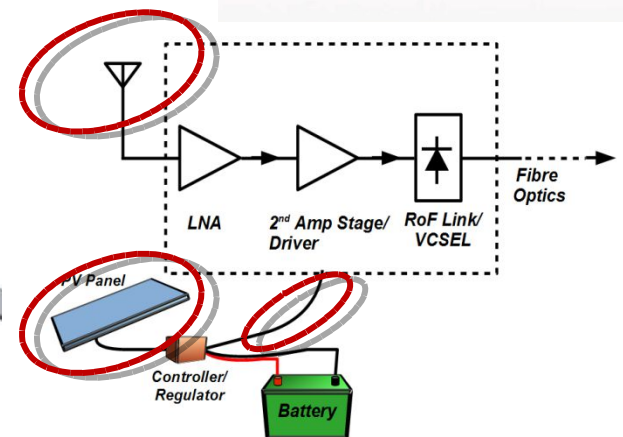 LNA
2nd Amp Stage/
Driver
RoF Link/
VCSEL
Fibre
Optics
PV Panel
Controller/
Regulator
Battery